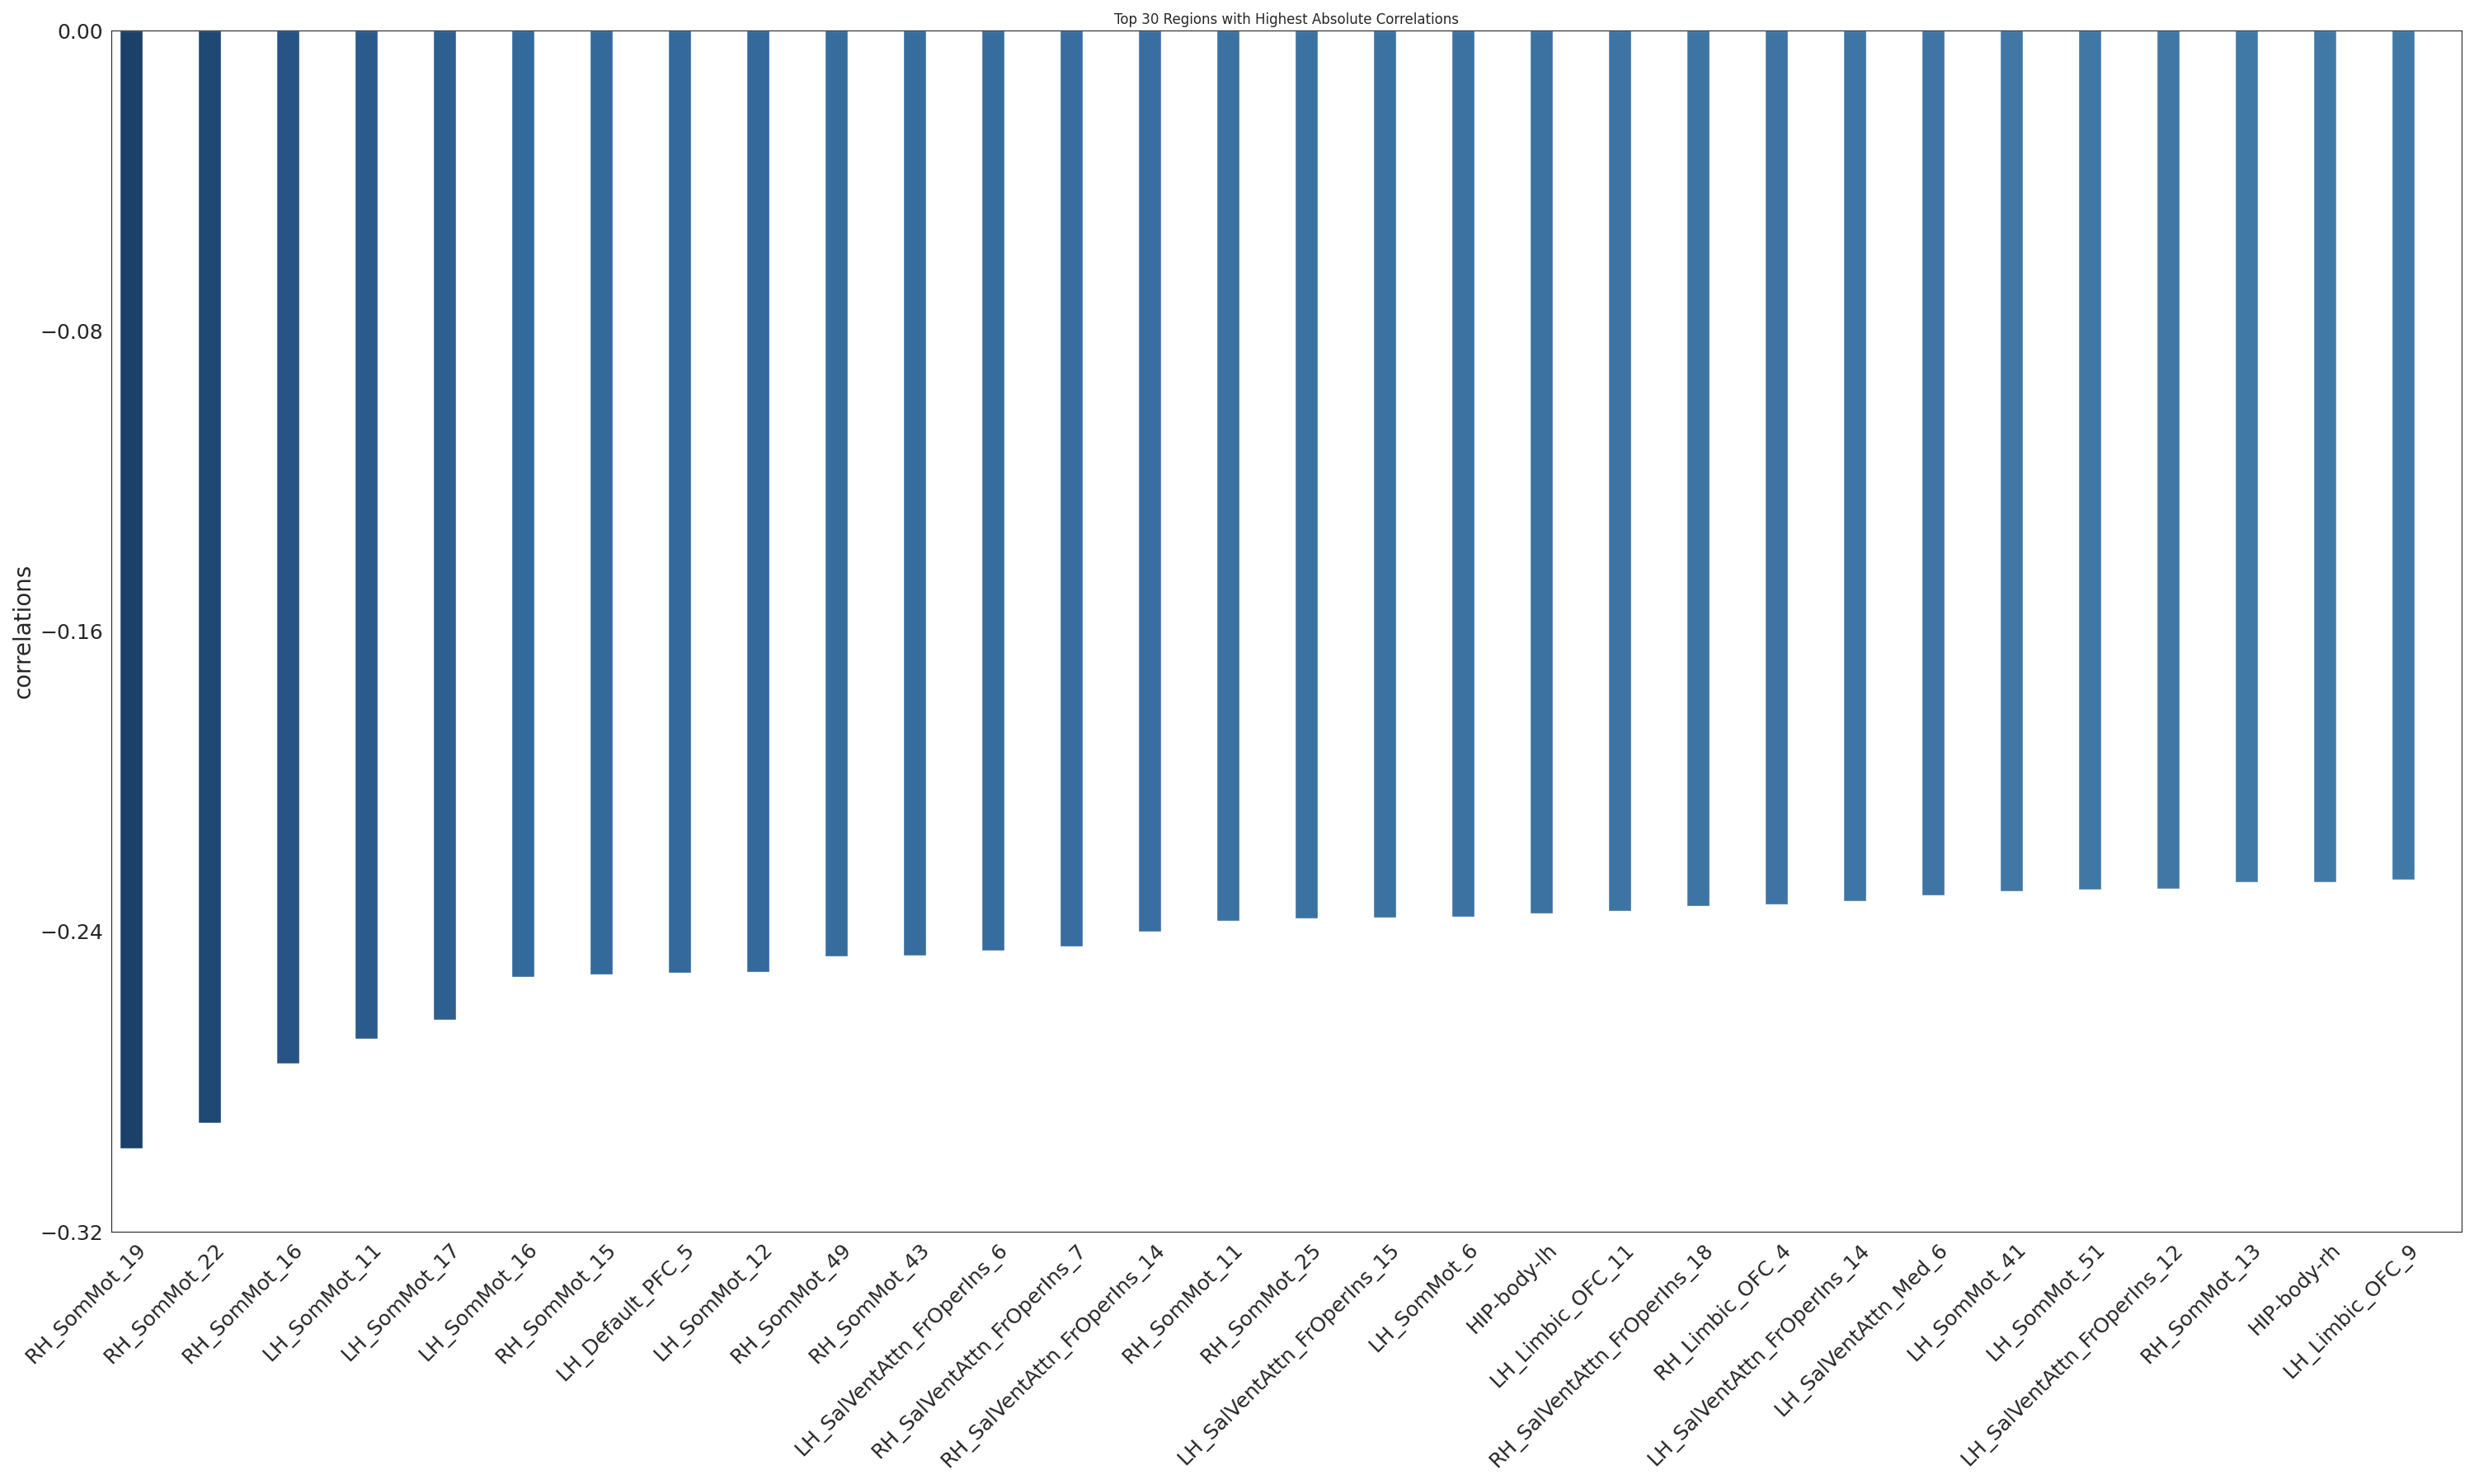 Top 30 Regions with Highest Absolute Correlations
0.00
−0.08
−0.16
−0.24
−0.32
correlations
RH_SomMot_19
RH_SomMot_22
RH_SomMot_16
LH_SomMot_11
LH_SomMot_17
LH_SomMot_16
RH_SomMot_15
LH_Default_PFC_5
LH_SomMot_12
RH_SomMot_49
RH_SomMot_43
LH_SalVentAttn_FrOperIns_6
RH_SalVentAttn_FrOperIns_7
RH_SalVentAttn_FrOperIns_14
RH_SomMot_11
RH_SomMot_25
LH_SalVentAttn_FrOperIns_15
LH_SomMot_6
HIP-body-lh
LH_Limbic_OFC_11
RH_SalVentAttn_FrOperIns_18
RH_Limbic_OFC_4
LH_SalVentAttn_FrOperIns_14
LH_SalVentAttn_Med_6
LH_SomMot_41
LH_SomMot_51
LH_SalVentAttn_FrOperIns_12
RH_SomMot_13
HIP-body-rh
LH_Limbic_OFC_9